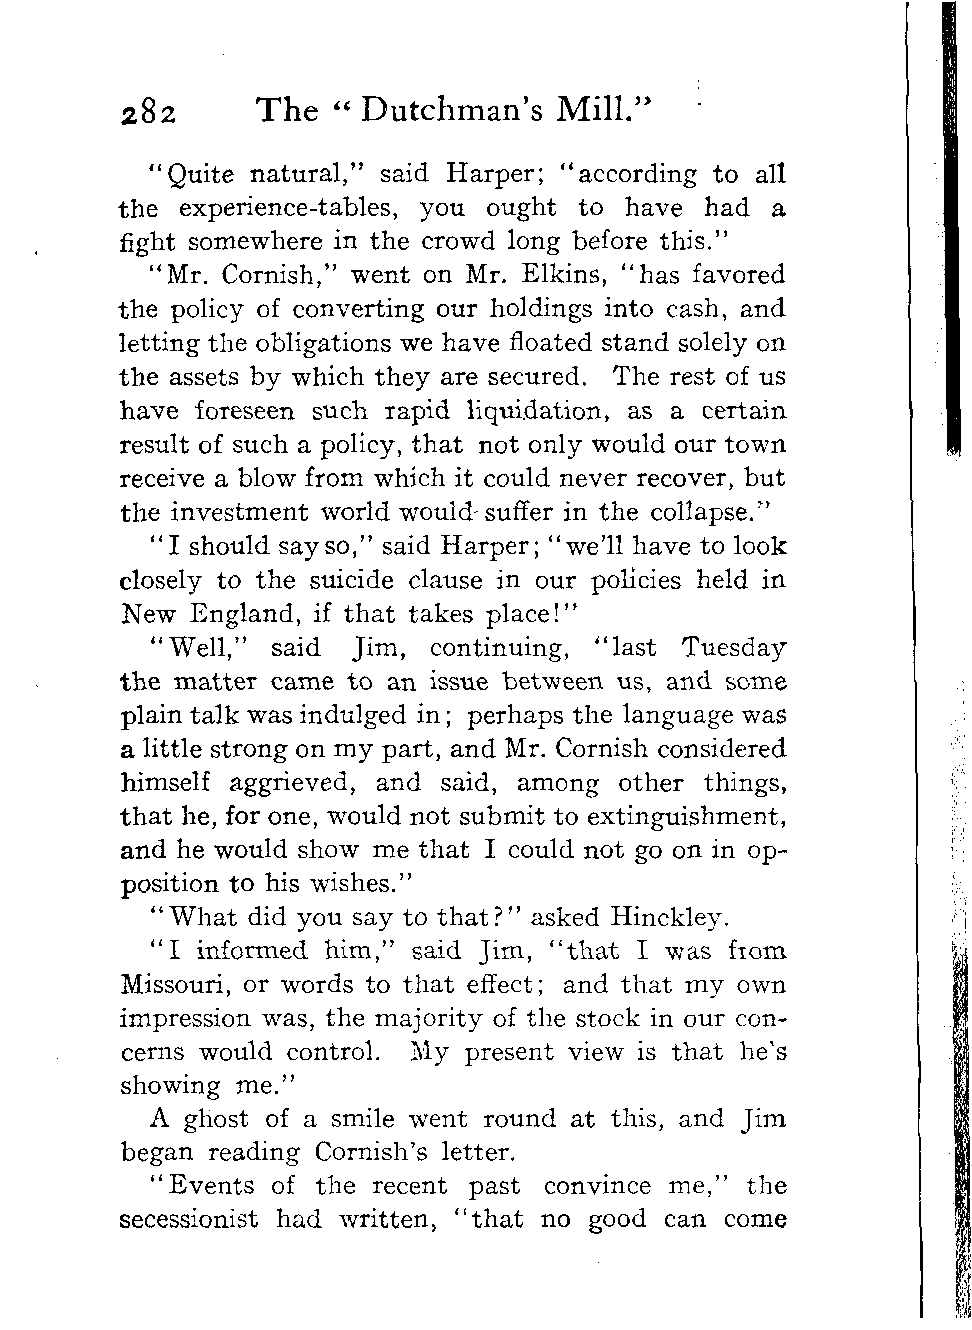 282 The “ Dutchman's Mill.”
“Quite natural,” said Harper; “according to all
the experience-tables, you ought to have had a
fight somewhere in the crowd long before this.”
“Mr. Cornish,” went on Mr. Elkins, “has favored
the policy of converting our holdings into cash, and
letting the obligations we have floated stand solely on
the assets by which they are secured. The rest of us
have foreseen such rapid liquidation, as a certain
result of such a policy, that not only would our town
receive a blow from which it could never recover, but
the investment world would suffer in the collapse.”
“I should say so,” said Harper; “we'll have to look
closely to the suicide clause in our policies held in
New England, if that takes place!”
“Well,” said Jim, continuing, “last Tuesday
the matter came to an issue between us, and some
plain talk was indulged in; perhaps the language was
a little strong on my part, and Mr. Cornish considered
himself aggrieved, and said, among other things,
that he, for one, would not submit to extinguishment,
and he would show me that I could not go on in op-
position to his wishes.”
“What did you say to that?” asked Hinckley.
“I informed him,” said Jim, “that I was from
Missouri, or words to that effect; and that my own
impression was, the majority of the stock in our con-
cerns would control. My present view is that he's
showing me.”
A ghost of a smile went round at this, and Jim
began reading Cornish's letter.
“Events of the recent past convince me,” the
secessionist had written, “that no good can come